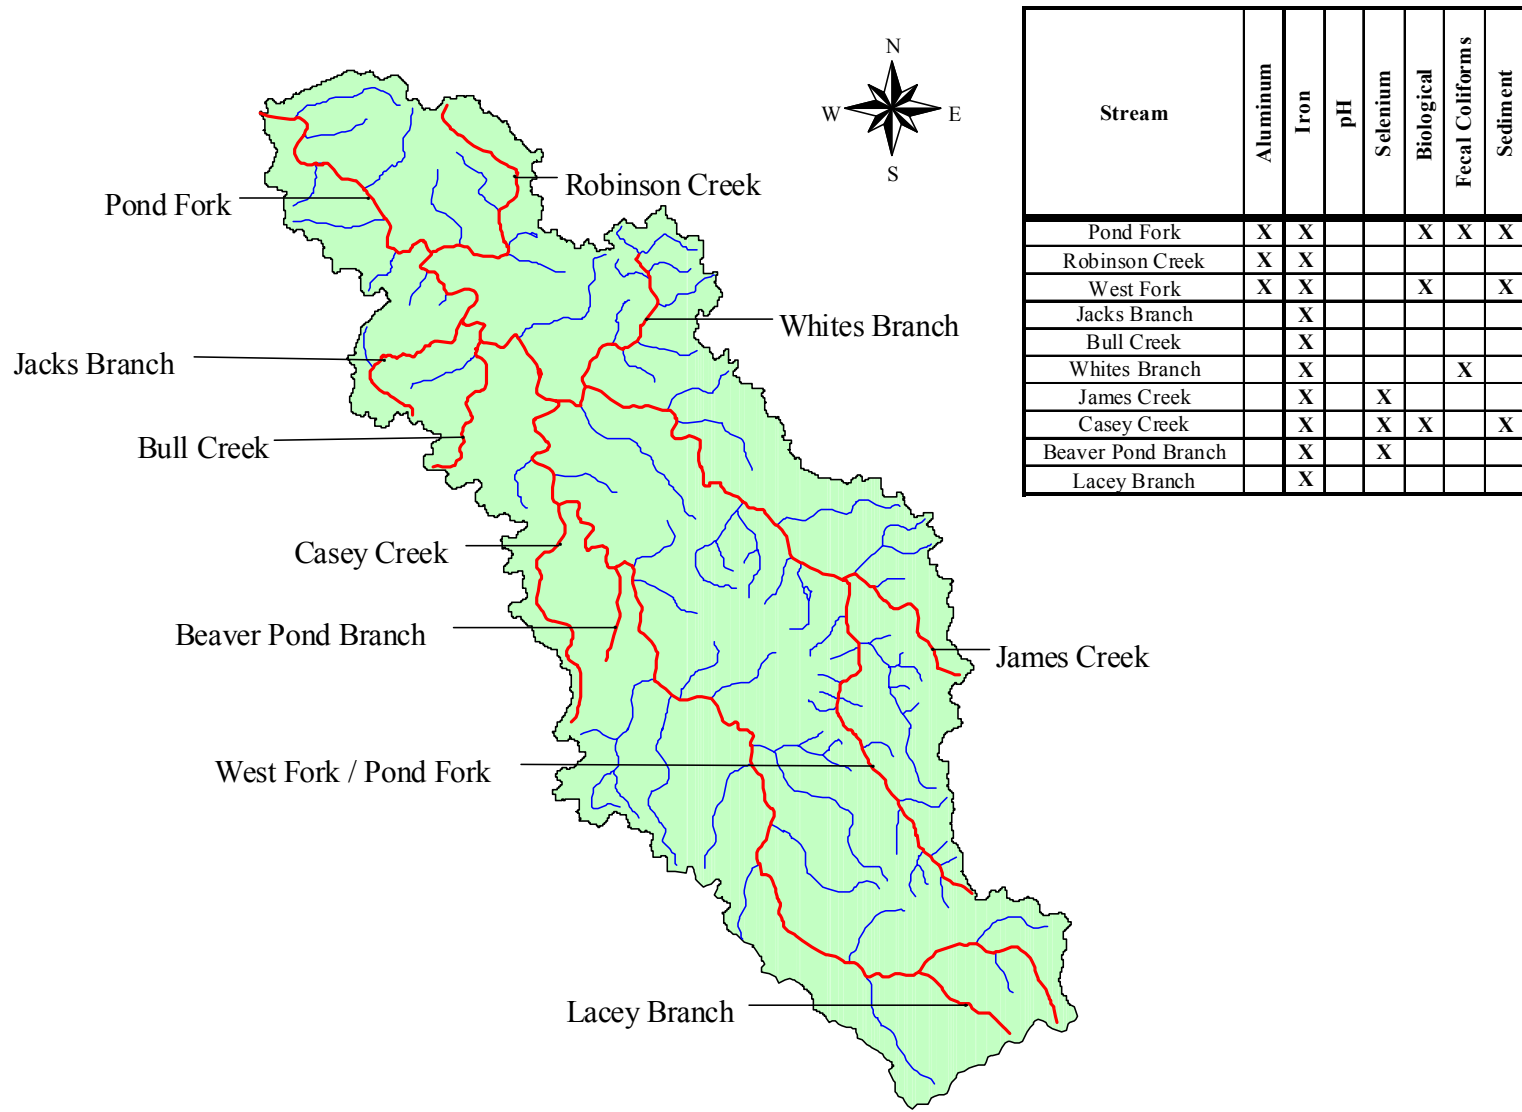 N
W E
S
Robinson Creek
Pond Fork
Whites Branch
Jacks Branch
Bull Creek
Casey Creek
Beaver Pond Branch
James Creek
West Fork / Pond Fork
Lacey Branch
Stream Aluminum Iron pH Selenium Biological Fecal Coliforms Sediment
Pond Fork X X X X X
Robinson Creek X X
West Fork X X X X
Jacks Branch X
Bull Creek X
Whites Branch X X
James Creek X X
Casey Creek X X X X
Beaver Pond Branch X X
Lacey Branch X